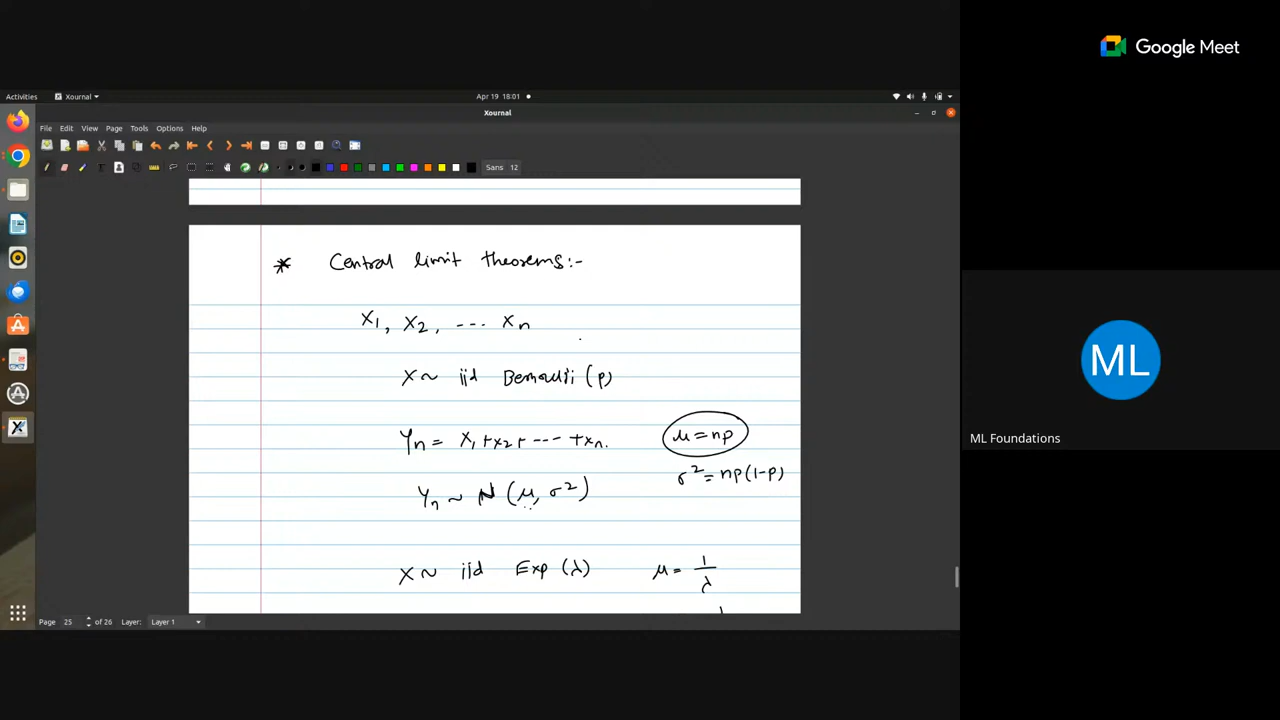 Google Meet
Activities Xournal Apr 19 18:01
Xournal
File Edit View Page Tools Options Help
Sans 12
* Central limit theorems:-
X1, X2, --- Xn
X ~ iid Bernoulli (p)
Yn = X1 + x2 + --- + xn.
μ = np
σ² = np(1-p)
Yn ~ N (μ, σ²)
X ~ iid Exp (λ) μ = 1/λ
Page 25 of 26 Layer: Layer 1
ML
ML Foundations